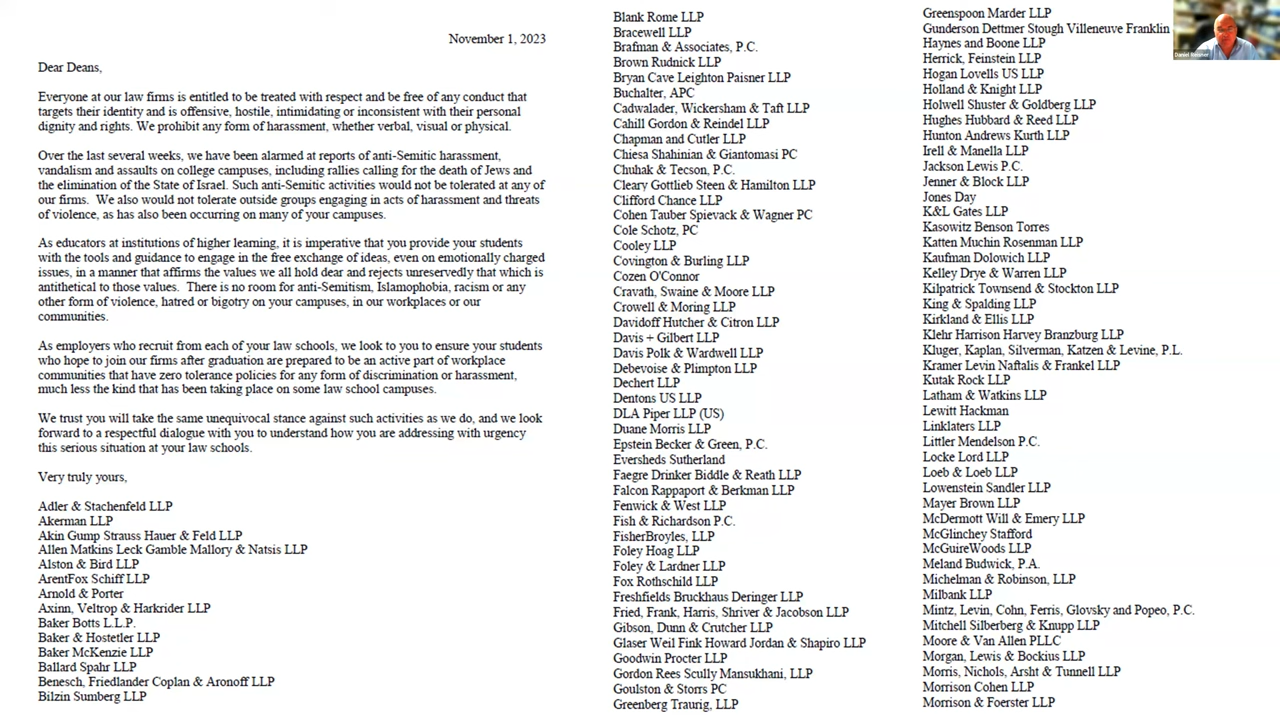 November 1, 2023
Dear Deans,
Everyone at our law firms is entitled to be treated with respect and be free of any conduct that
targets their identity and is offensive, hostile, intimidating or inconsistent with their personal
dignity and rights. We prohibit any form of harassment, whether verbal, visual or physical.
Over the last several weeks, we have been alarmed at reports of anti-Semitic harassment,
vandalism and assaults on college campuses, including rallies calling for the death of Jews and
the elimination of the State of Israel. Such anti-Semitic activities would not be tolerated at any of
our firms. We also would not tolerate outside groups engaging in acts of harassment and threats
of violence, as has also been occurring on many of your campuses.
As educators at institutions of higher learning, it is imperative that you provide your students
with the tools and guidance to engage in the free exchange of ideas, even on emotionally charged
issues, in a manner that affirms the values we all hold dear and rejects unreservedly that which is
antithetical to those values. There is no room for anti-Semitism, Islamophobia, racism or any
other form of violence, hatred or bigotry on your campuses, in our workplaces or our
communities.
As employers who recruit from each of your law schools, we look to you to ensure your students
who hope to join our firms after graduation are prepared to be an active part of workplace
communities that have zero tolerance policies for any form of discrimination or harassment,
much less the kind that has been taking place on some law school campuses.
We trust you will take the same unequivocal stance against such activities as we do, and we look
forward to a respectful dialogue with you to understand how you are addressing with urgency
this serious situation at your law schools.
Very truly yours,
Adler & Stachenfeld LLP
Akerman LLP
Akin Gump Strauss Hauer & Feld LLP
Allen Matkins Leck Gamble Mallory & Natsis LLP
Alston & Bird LLP
ArentFox Schiff LLP
Arnold & Porter
Axinn, Veltrop & Harkrider LLP
Baker Botts L.L.P.
Baker & Hostetler LLP
Baker McKenzie LLP
Ballard Spahr LLP
Benesch, Friedlander Coplan & Aronoff LLP
Bilzin Sumberg LLP
Blank Rome LLP
Bracewell LLP
Brafman & Associates, P.C.
Brown Rudnick LLP
Bryan Cave Leighton Paisner LLP
Buchalter, APC
Cadwalader, Wickersham & Taft LLP
Cahill Gordon & Reindel LLP
Chapman and Cutler LLP
Chiesa Shahinian & Giantomasi PC
Chuhak & Tecson, P.C.
Cleary Gottlieb Steen & Hamilton LLP
Clifford Chance LLP
Cohen Tauber Spievack & Wagner PC
Cole Schotz, PC
Cooley LLP
Covington & Burling LLP
Cozen O'Connor
Cravath, Swaine & Moore LLP
Crowell & Moring LLP
Davidoff Hutcher & Citron LLP
Davis + Gilbert LLP
Davis Polk & Wardwell LLP
Debevoise & Plimpton LLP
Dechert LLP
Dentons US LLP
DLA Piper LLP (US)
Duane Morris LLP
Epstein Becker & Green, P.C.
Eversheds Sutherland
Faegre Drinker Biddle & Reath LLP
Falcon Rappaport & Berkman LLP
Fenwick & West LLP
Fish & Richardson P.C.
FisherBroyles, LLP
Foley Hoag LLP
Foley & Lardner LLP
Fox Rothschild LLP
Freshfields Bruckhaus Deringer LLP
Fried, Frank, Harris, Shriver & Jacobson LLP
Gibson, Dunn & Crutcher LLP
Glaser Weil Fink Howard Jordan & Shapiro LLP
Goodwin Procter LLP
Gordon Rees Scully Mansukhani, LLP
Goulston & Storrs PC
Greenberg Traurig, LLP
Greenspoon Marder LLP
Gunderson Dettmer Stough Villeneuve Franklin
Haynes and Boone LLP
Herrick, Feinstein LLP
Hogan Lovells US LLP
Holland & Knight LLP
Holwell Shuster & Goldberg LLP
Hughes Hubbard & Reed LLP
Hunton Andrews Kurth LLP
Irell & Manella LLP
Jackson Lewis P.C.
Jenner & Block LLP
Jones Day
K&L Gates LLP
Kasowitz Benson Torres
Katten Muchin Rosenman LLP
Kaufman Dolowich LLP
Kelley Drye & Warren LLP
Kilpatrick Townsend & Stockton LLP
King & Spalding LLP
Kirkland & Ellis LLP
Klehr Harrison Harvey Branzburg LLP
Kluger, Kaplan, Silverman, Katzen & Levine, P.L.
Kramer Levin Naftalis & Frankel LLP
Kutak Rock LLP
Latham & Watkins LLP
Lewitt Hackman
Linklaters LLP
Littler Mendelson P.C.
Locke Lord LLP
Loeb & Loeb LLP
Lowenstein Sandler LLP
Mayer Brown LLP
McDermott Will & Emery LLP
McGlinchey Stafford
McGuireWoods LLP
Meland Budwick, P.A.
Michelman & Robinson, LLP
Milbank LLP
Mintz, Levin, Cohn, Ferris, Glovsky and Popeo, P.C.
Mitchell Silberberg & Knupp LLP
Moore & Van Allen PLLC
Morgan, Lewis & Bockius LLP
Morris, Nichols, Arsht & Tunnell LLP
Morrison Cohen LLP
Morrison & Foerster LLP
Daniel